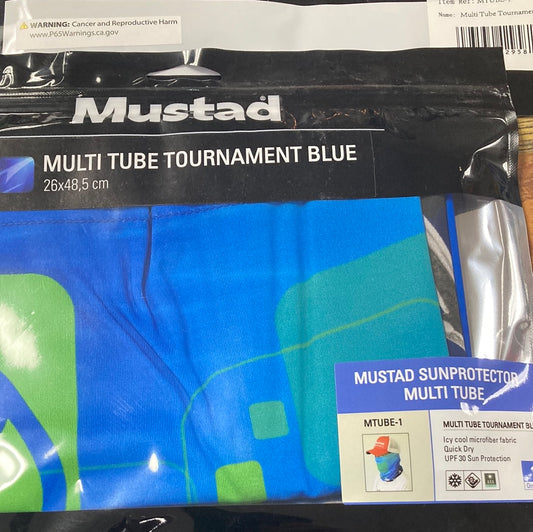 WARNING: Cancer and Reproductive Harm
www.P65Warnings.ca.gov
Name: Multi Tube Tournamen
Mustad
MULTI TUBE TOURNAMENT BLUE
26x48,5 cm
MUSTAD SUNPROTECTOR
MULTI TUBE
MTUBE-1
MULTI TUBE TOURNAMENT BL
Icy cool microfiber fabric
Quick Dry
UPF 30 Sun Protection